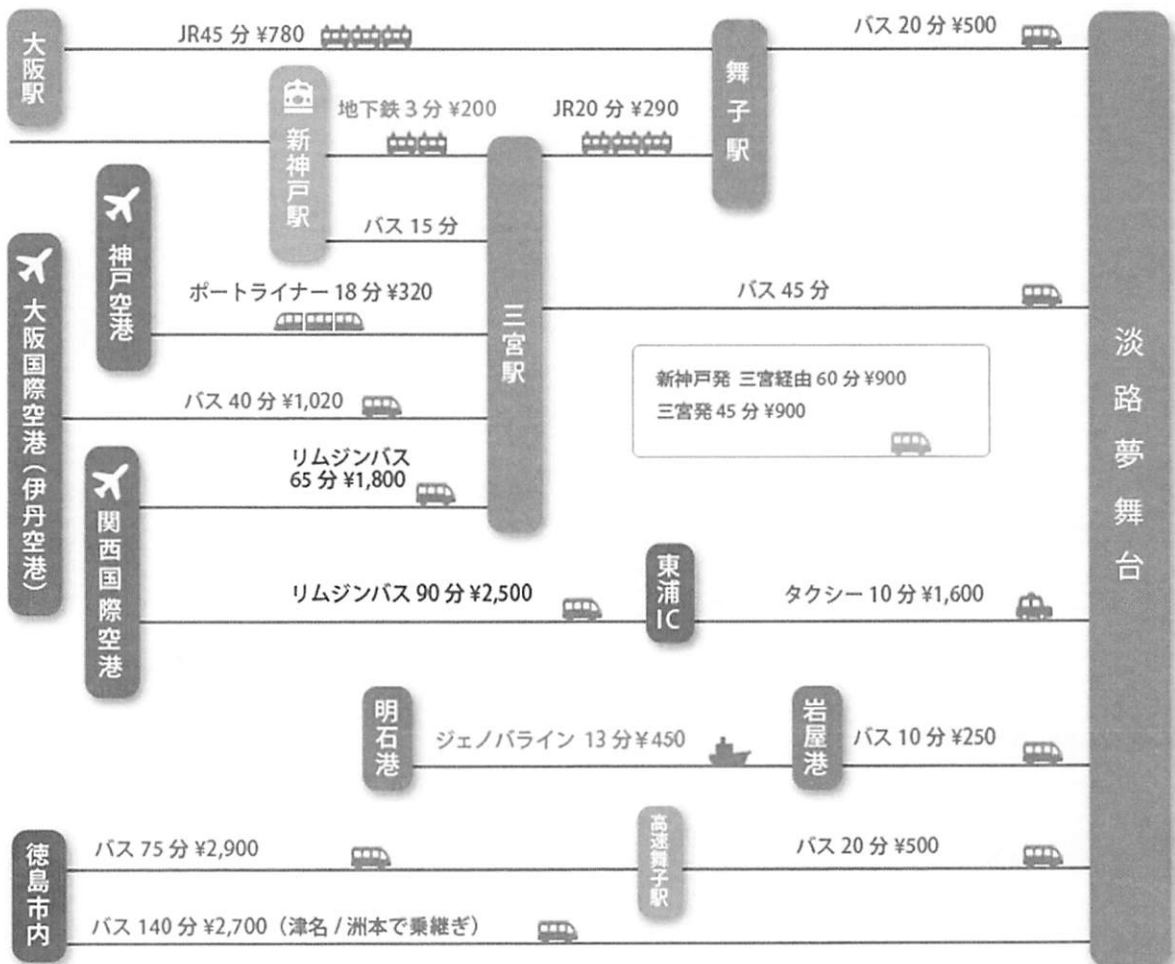 大阪駅
JR45 分 ¥780
舞子駅
バス 20 分 ¥500
新神戸駅
地下鉄 3 分 ¥200
JR20 分 ¥290
バス 15 分
神戸空港
ポートライナー 18 分 ¥320
三宮駅
バス 45 分
新神戸発 三宮経由 60 分 ¥900
三宮発 45 分 ¥900
大阪国際空港(伊丹空港)
バス 40 分 ¥1,020
関西国際空港
リムジンバス
65 分 ¥1,800
リムジンバス 90 分 ¥2,500
東浦
IC
タクシー 10 分 ¥1,600
明石港
ジェノバライン 13 分¥450
岩屋港
バス 10 分 ¥250
徳島市内
バス 75 分 ¥2,900
高速舞子駅
バス 20 分 ¥500
バス 140 分 ¥2,700(津名 / 洲本で乗継ぎ)
淡路夢舞台